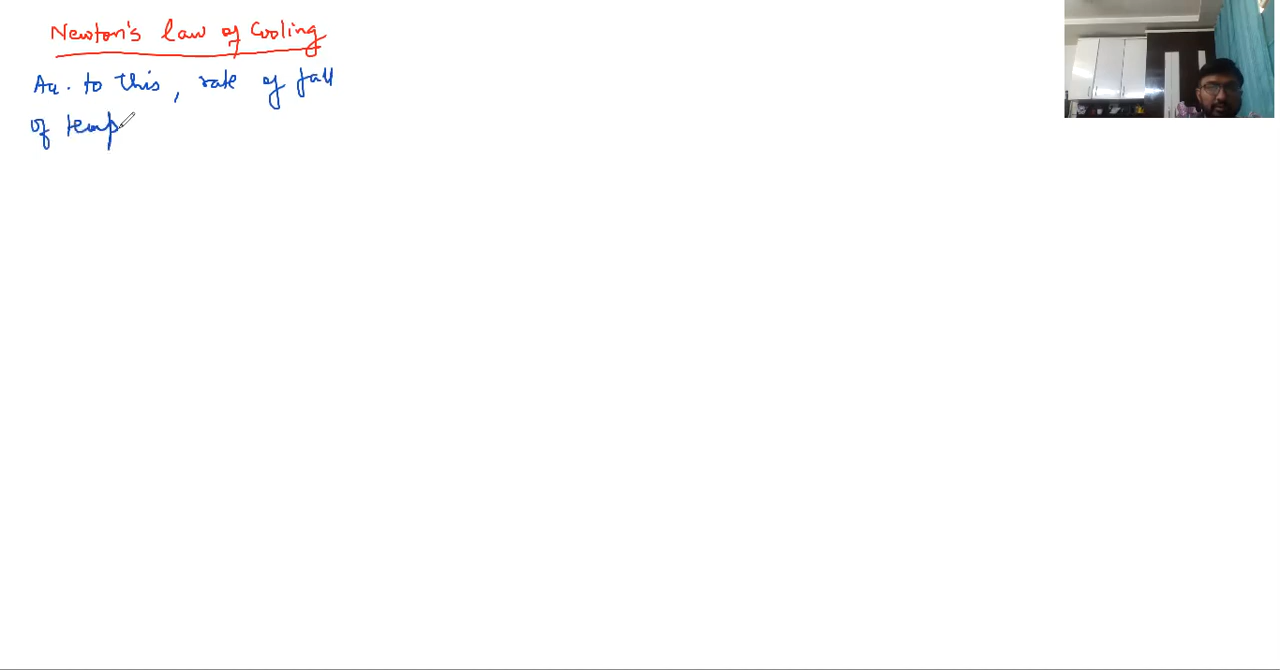 Newton's law of Cooling
Acc. to this, rate of fall
of temp